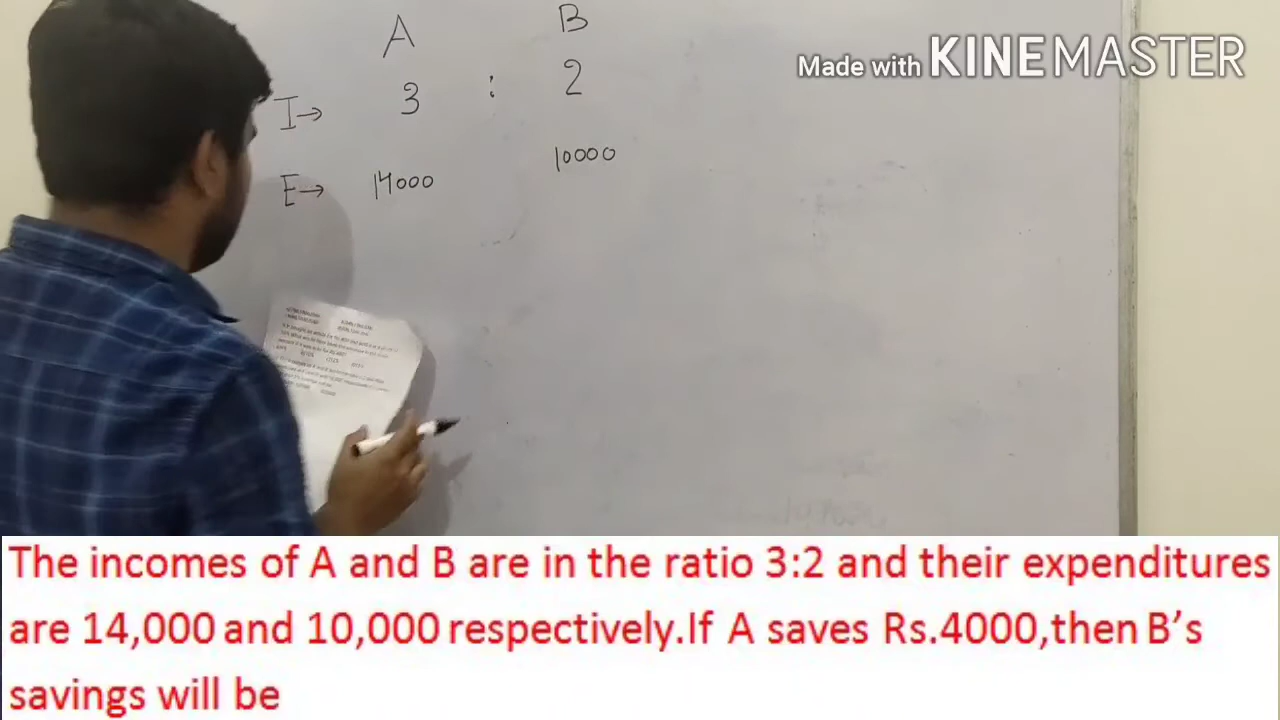 Made with KINEMASTER
A B
I→ 3 : 2
E→ 14000 10000
The incomes of A and B are in the ratio 3:2 and their expenditures
are 14,000 and 10,000 respectively.If A saves Rs.4000,then B’s
savings will be